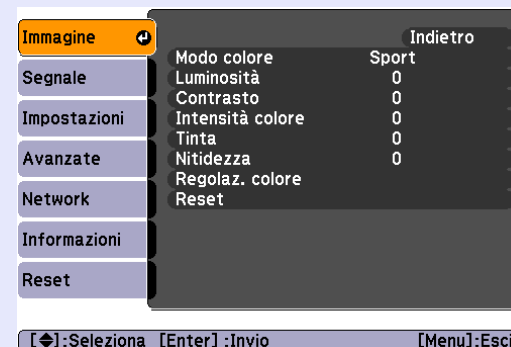 Immagine
Segnale
Impostazioni
Avanzate
Network
Informazioni
Reset
Indietro
Modo colore Sport
Luminosità 0
Contrasto 0
Intensità colore 0
Tinta 0
Nitidezza 0
Regolaz. colore
Reset
[◆]:Seleziona [Enter] :Invio [Menu]:Esci